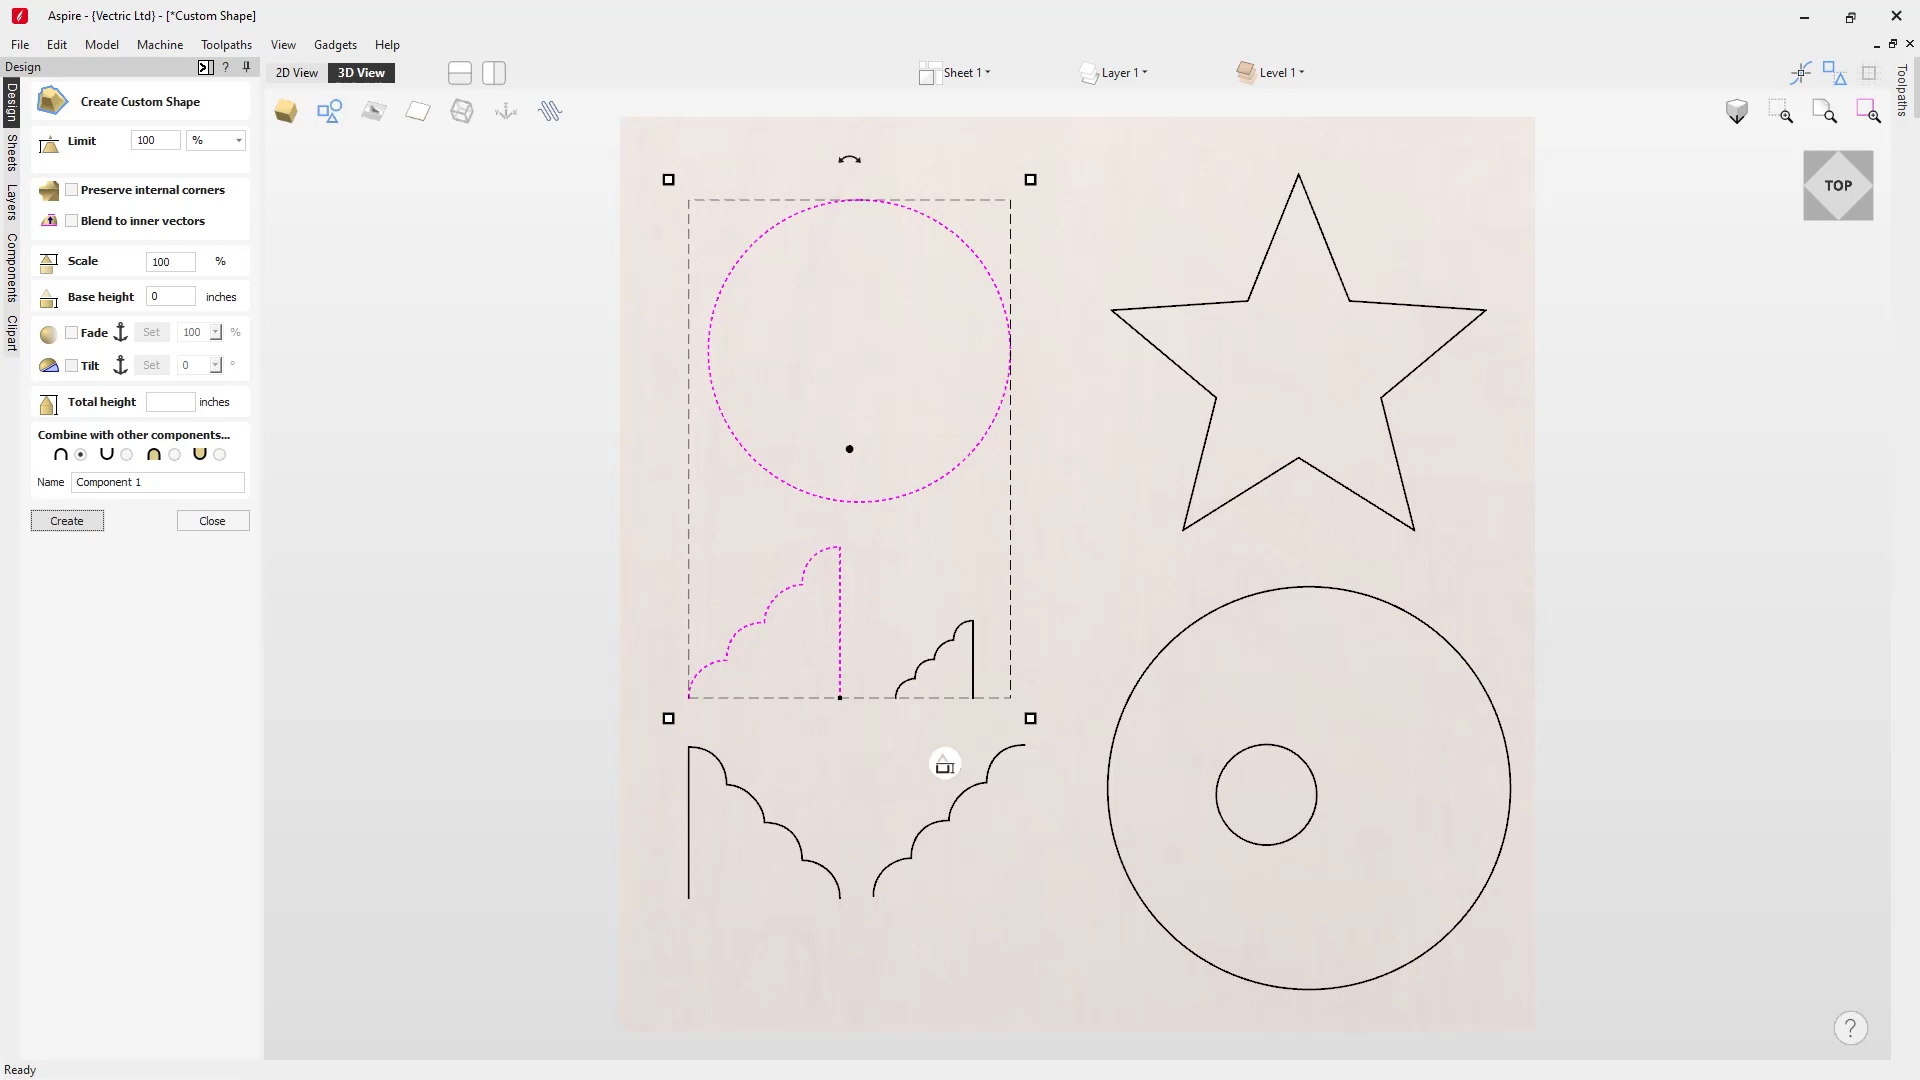 Aspire - {Vectric Ltd} - [*Custom Shape]
File Edit Model Machine Toolpaths View Gadgets Help
Design ?
2D View 3D View Sheet 1 Layer 1 Level 1
Design
Sheets
Layers
Components
Clipart
Toolpaths
Create Custom Shape
Limit 100 %
Preserve internal corners
Blend to inner vectors
Scale 100 %
Base height 0 inches
Fade Set 100 %
Tilt Set 0 °
Total height inches
Combine with other components...
Name Component 1
Create Close
TOP
?
Ready